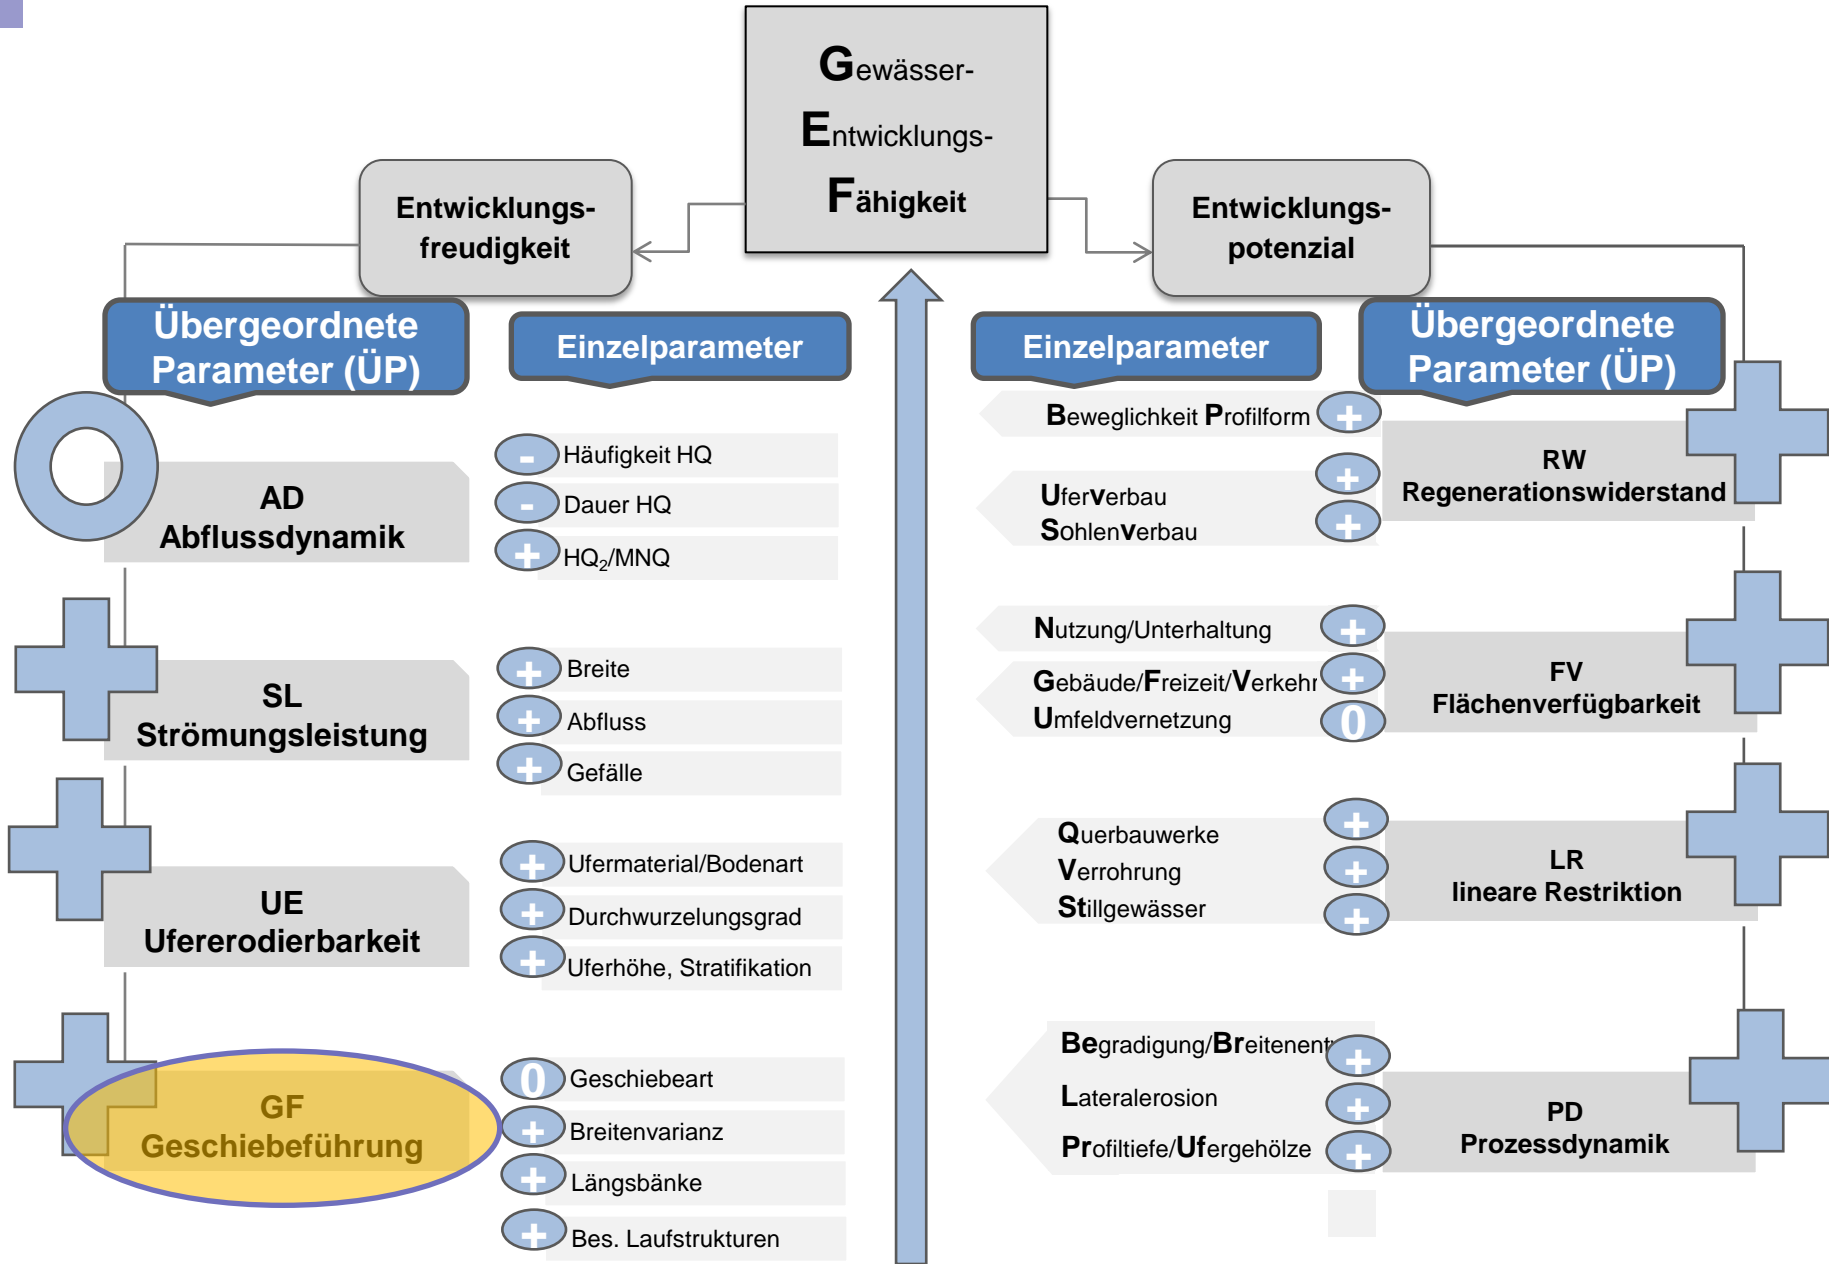 Gewässer-
Entwicklungs-
Fähigkeit
Entwicklungs-
freudigkeit
Entwicklungs-
potenzial
Übergeordnete
Parameter (ÜP)
Einzelparameter
Einzelparameter
Übergeordnete
Parameter (ÜP)
AD
Abflussdynamik
- Häufigkeit HQ
- Dauer HQ
+ HQ₂/MNQ
SL
Strömungsleistung
+ Breite
+ Abfluss
+ Gefälle
UE
Ufererodierbarkeit
+ Ufermaterial/Bodenart
+ Durchwurzelungsgrad
+ Uferhöhe, Stratifikation
GF
Geschiebeführung
0 Geschiebeart
+ Breitenvarianz
+ Längsbänke
+ Bes. Laufstrukturen
Beweglichkeit Profilform +
Uferverbau +
Sohlenverbau +
RW
Regenerationswiderstand
Nutzung/Unterhaltung +
Gebäude/Freizeit/Verkehr +
Umfeldvernetzung 0
FV
Flächenverfügbarkeit
Querbauwerke +
Verrohrung +
Stillgewässer +
LR
lineare Restriktion
Begradigung/Breitenent +
Lateralerosion +
Profiltiefe/Ufergehölze +
PD
Prozessdynamik